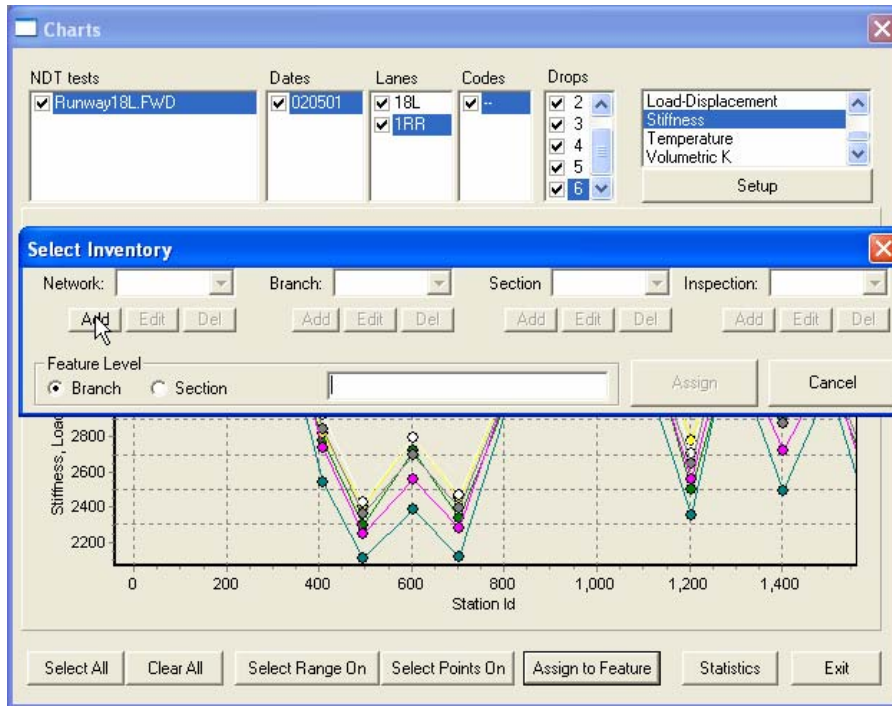 Charts
NDT tests Dates Lanes Codes Drops
Runway18L.FWD 020501 18L -- 2 Load-Displacement
1RR 3 Stiffness
4 Temperature
5 Volumetric K
6 Setup
Select Inventory
Network: Branch: Section Inspection:
Add Edit Del Add Edit Del Add Edit Del Add Edit Del
Feature Level
Branch Section Assign Cancel
Stiffness, Load
2800
2600
2400
2200
0 200 400 600 800 1,000 1,200 1,400
Station Id
Select All Clear All Select Range On Select Points On Assign to Feature Statistics Exit